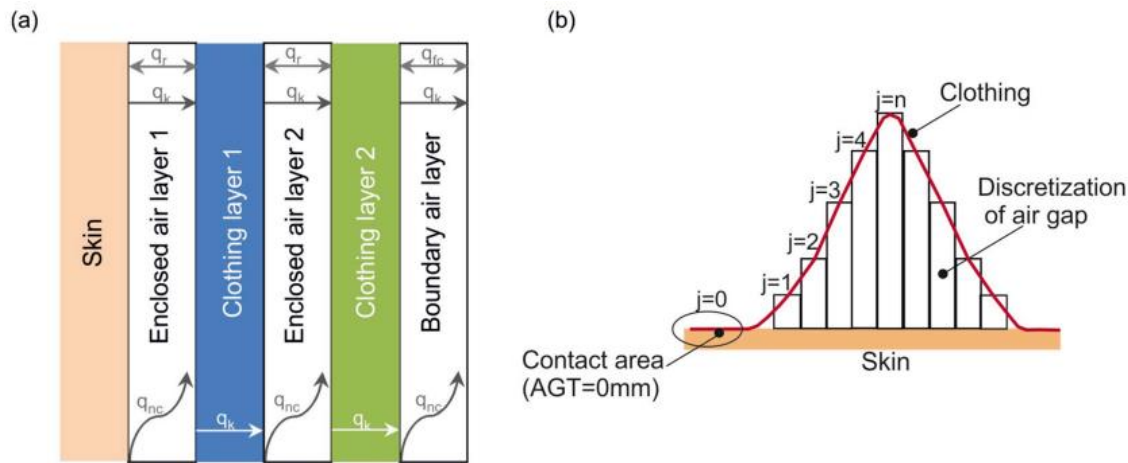 (a)
q_r
q_r
q_fc
q_k
q_k
q_k
Skin
Enclosed air layer 1
Clothing layer 1
Enclosed air layer 2
Clothing layer 2
Boundary air layer
q_nc
q_k
q_nc
q_k
q_nc
(b)
j=n
Clothing
j=4
j=3
Discretization
of air gap
j=2
j=1
j=0
Contact area
(AGT=0mm)
Skin